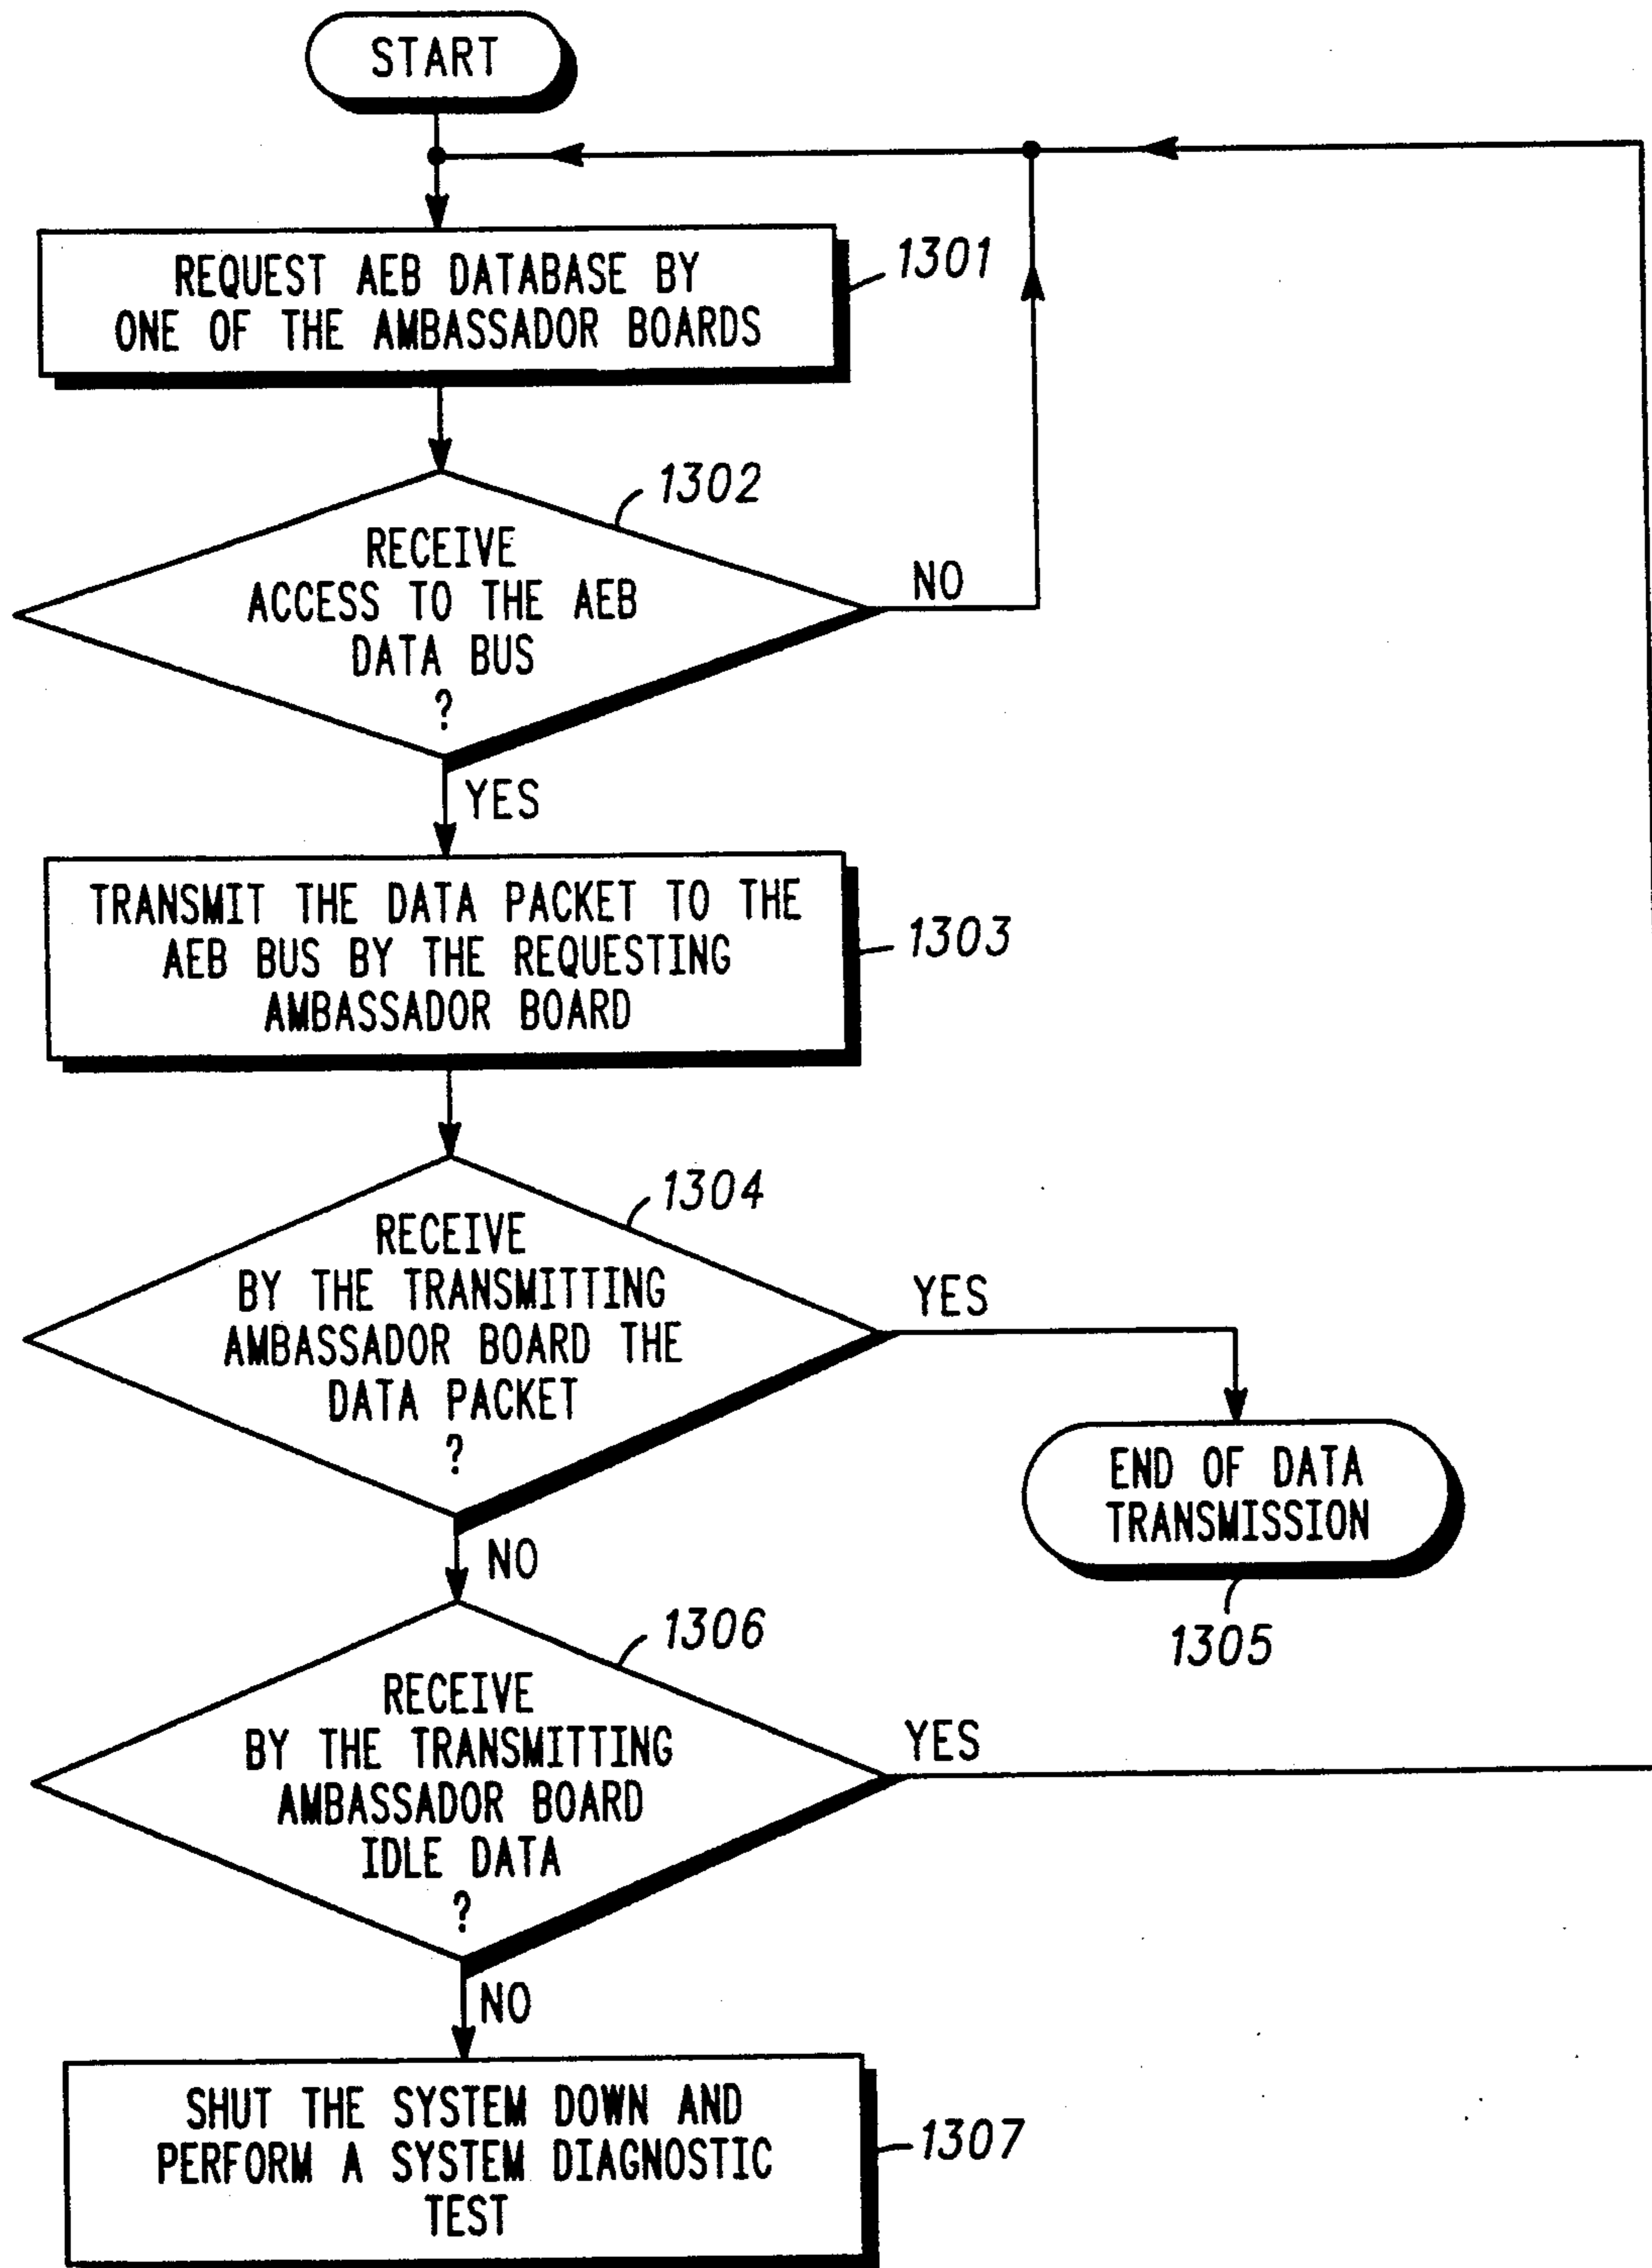 START
REQUEST AEB DATABASE BY
ONE OF THE AMBASSADOR BOARDS
1301
1302
RECEIVE
ACCESS TO THE AEB
DATA BUS
?
NO
YES
TRANSMIT THE DATA PACKET TO THE
AEB BUS BY THE REQUESTING
AMBASSADOR BOARD
1303
1304
RECEIVE
BY THE TRANSMITTING
AMBASSADOR BOARD THE
DATA PACKET
?
YES
END OF DATA
TRANSMISSION
1305
NO
1306
RECEIVE
BY THE TRANSMITTING
AMBASSADOR BOARD
IDLE DATA
?
YES
NO
SHUT THE SYSTEM DOWN AND
PERFORM A SYSTEM DIAGNOSTIC
TEST
1307